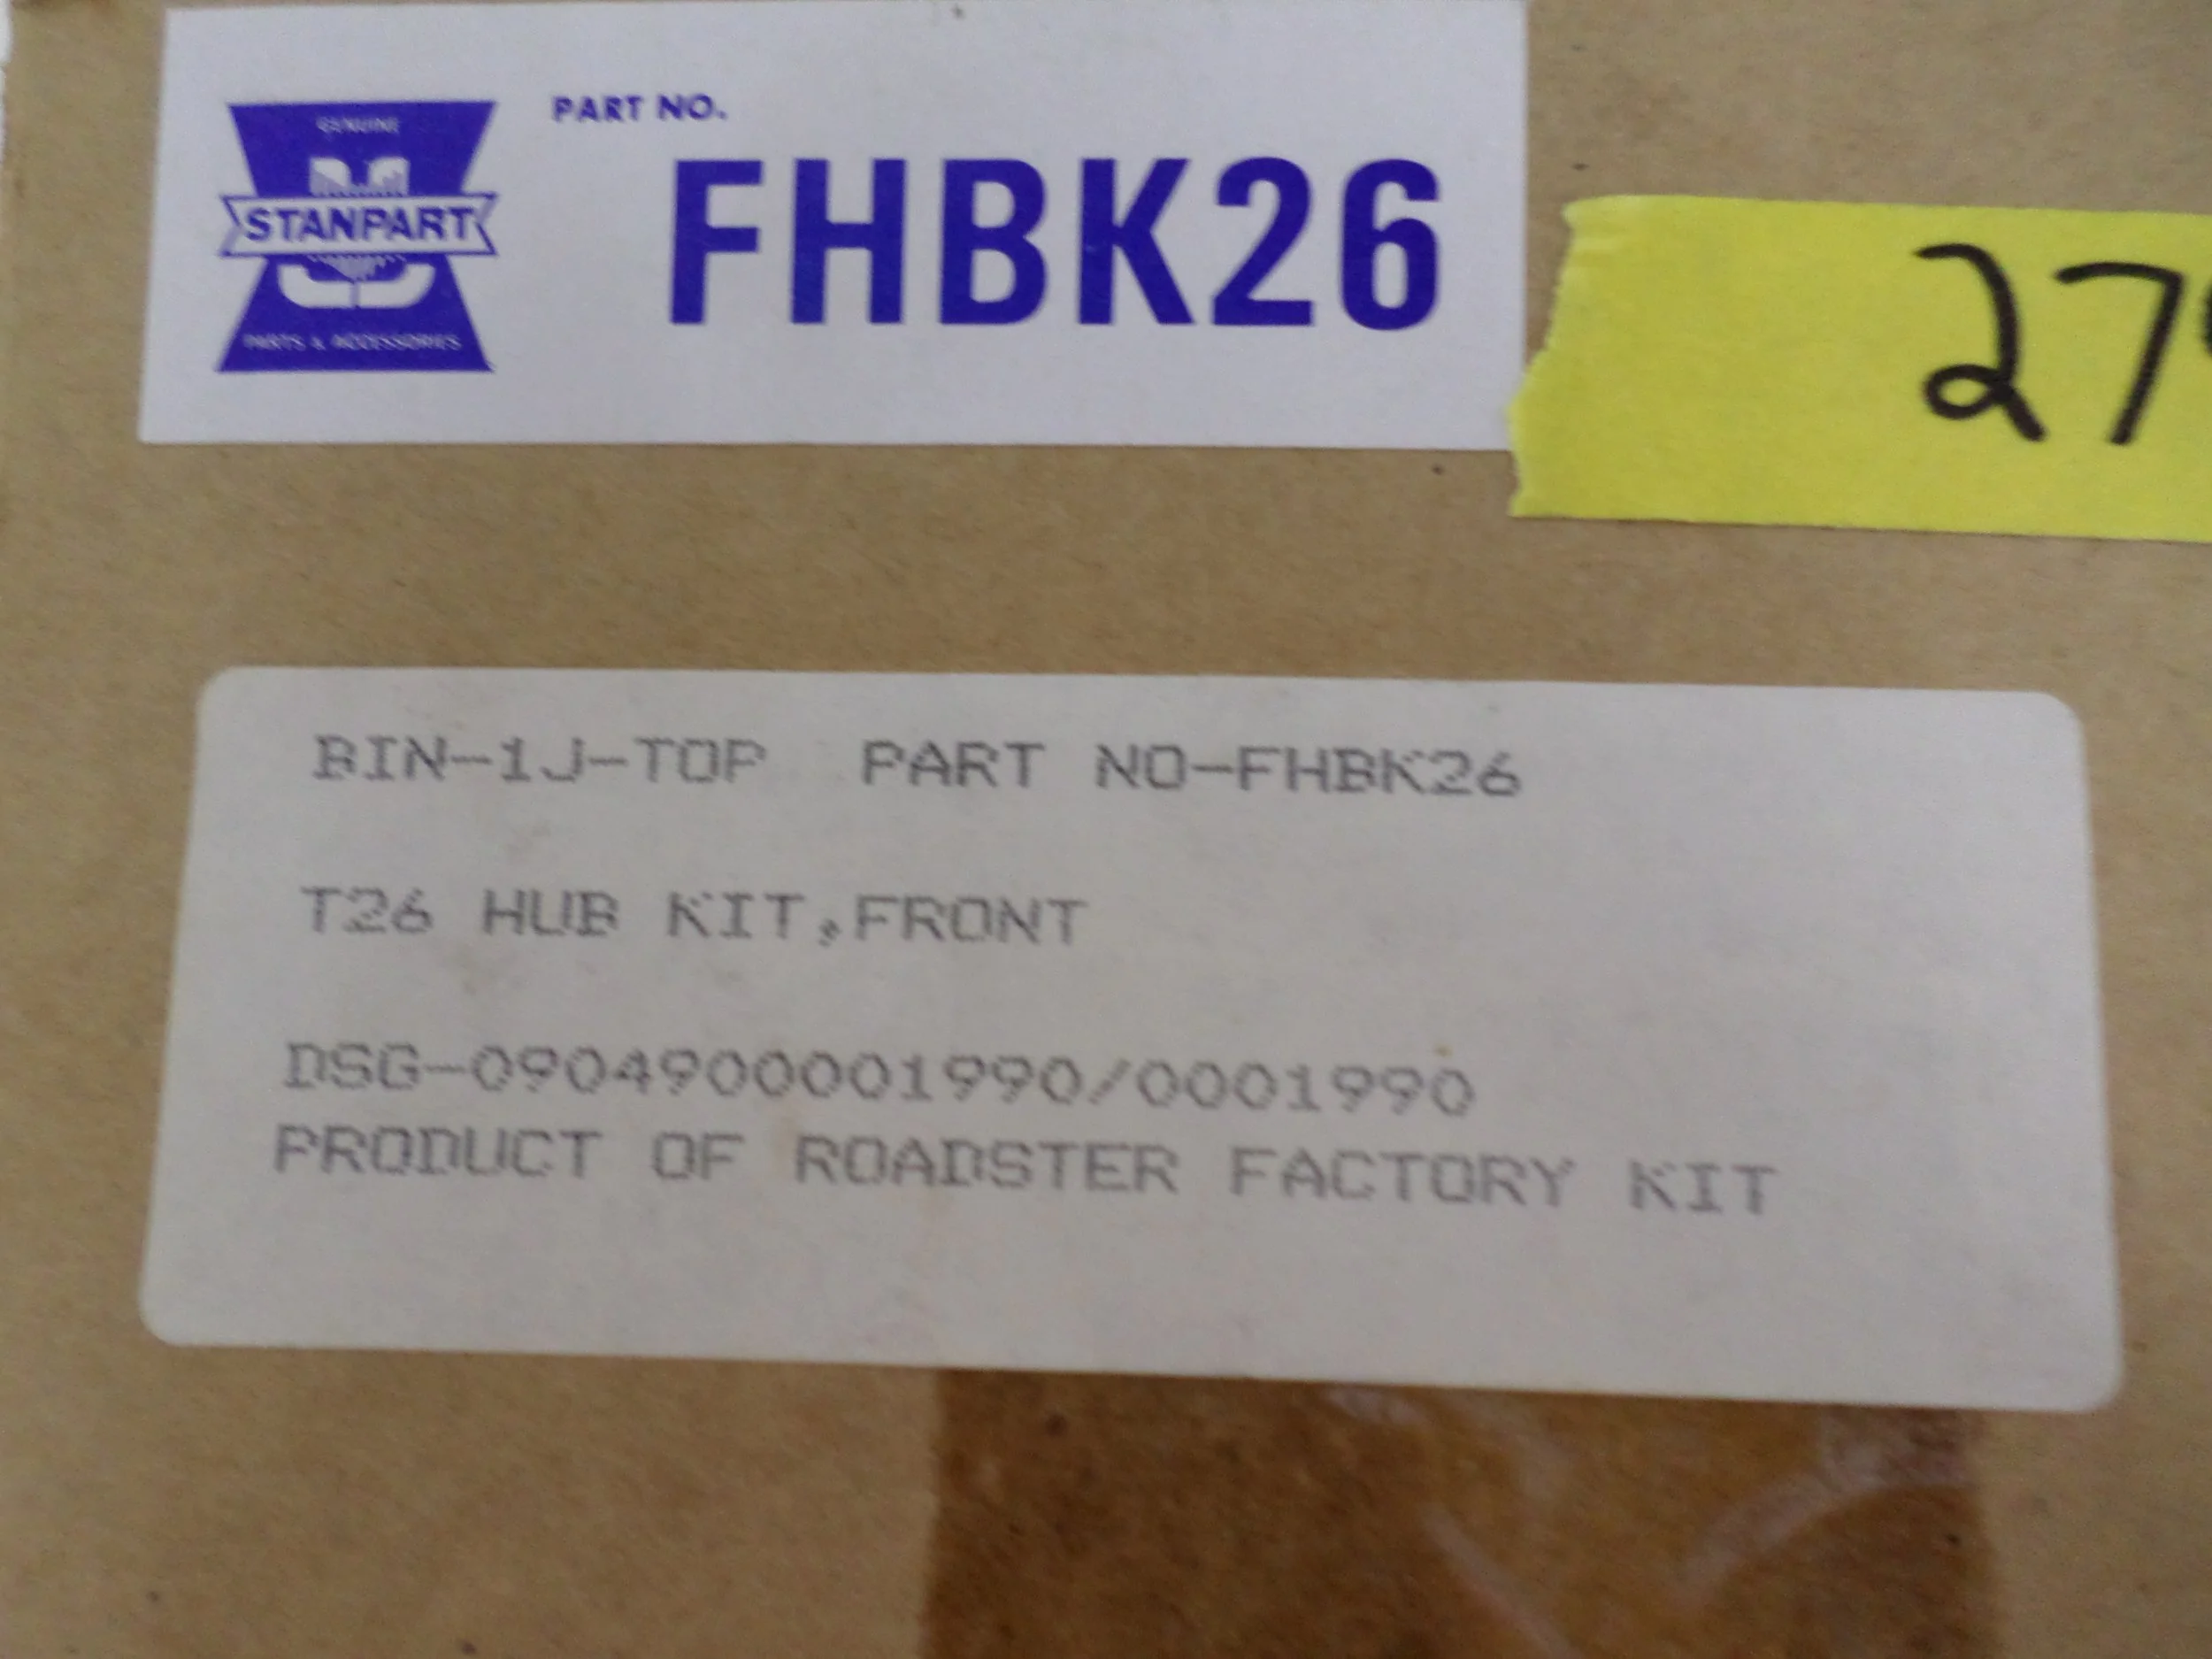 GENUINE
STANPART
PARTS & ACCESSORIES
PART NO.
FHBK26
27
BIN-1J-TOP PART NO-FHBK26
T26 HUB KIT,FRONT
DSG-0904900001990/0001990
PRODUCT OF ROADSTER FACTORY KIT